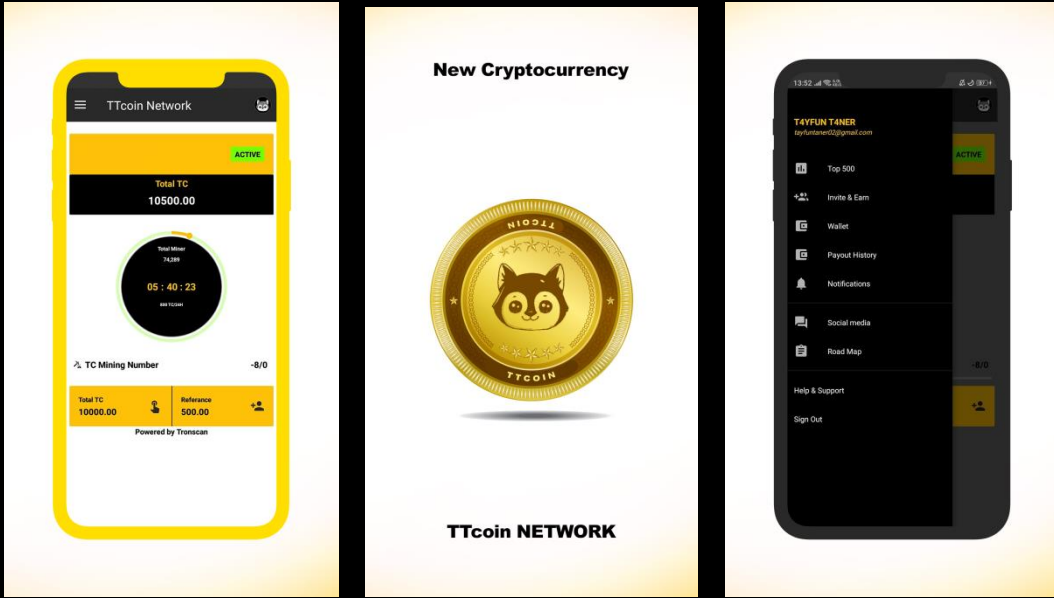 TTcoin Network
ACTIVE
Total TC
10500.00
Total Miner
74,289
05 : 40 : 23
TC Mining Number
-8/0
Total TC
10000.00
Referance
500.00
Powered by Tronscan
New Cryptocurrency
TTCOIN
TTCOIN
TTcoin NETWORK
13:52
T4YFUN T4NER
tayfuntaner02@gmail.com
ACTIVE
Top 500
Invite & Earn
Wallet
Payout History
Notifications
Social media
Road Map
-8/0
Help & Support
Sign Out